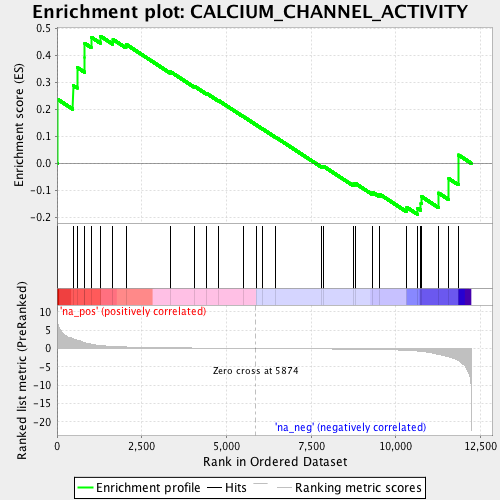 Enrichment plot: CALCIUM_CHANNEL_ACTIVITY
Enrichment score (ES)
0.5
0.4
0.3
0.2
0.1
0.0
-0.1
-0.2
'na_pos' (positively correlated)
Ranked list metric (PreRanked)
10
5
0
-5
-10
-15
-20
Zero cross at 5874
'na_neg' (negatively correlated)
0
2,500
5,000
7,500
10,000
12,500
Rank in Ordered Dataset
Enrichment profile
Hits
Ranking metric scores